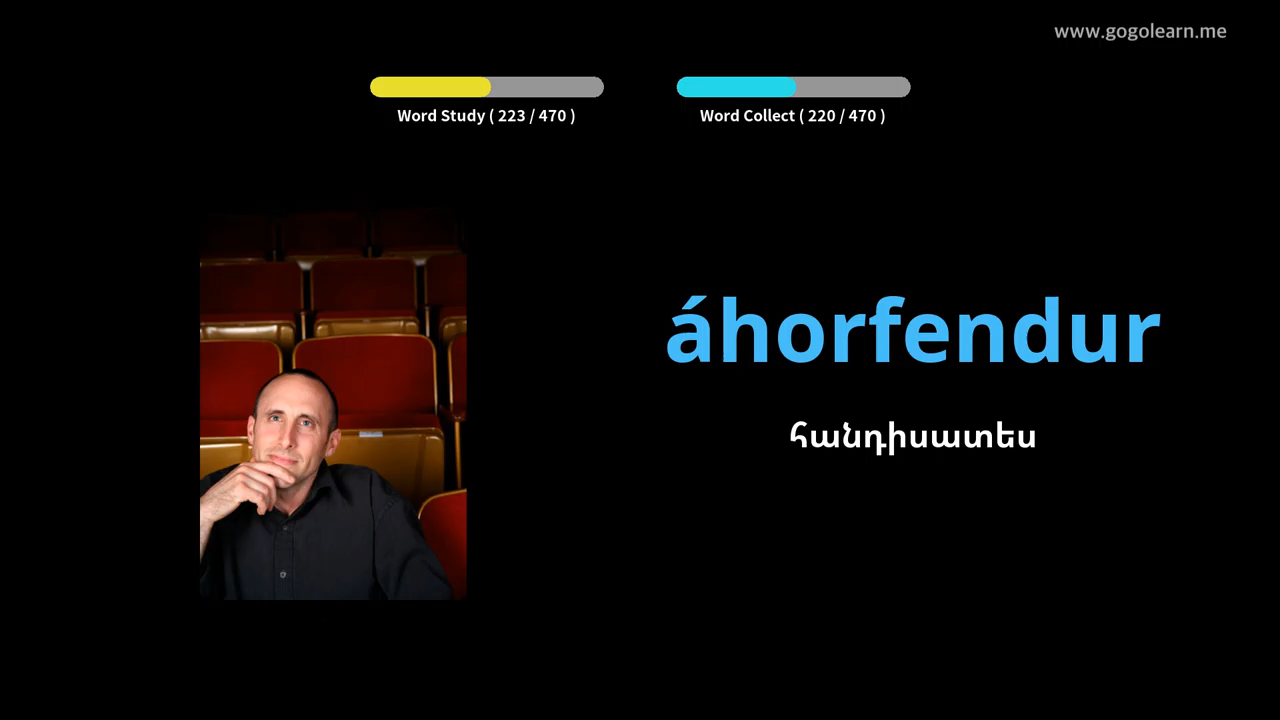 www.gogolearn.me
Word Study ( 223 / 470 )
Word Collect ( 220 / 470 )
áhorfendur
հանդիսատես